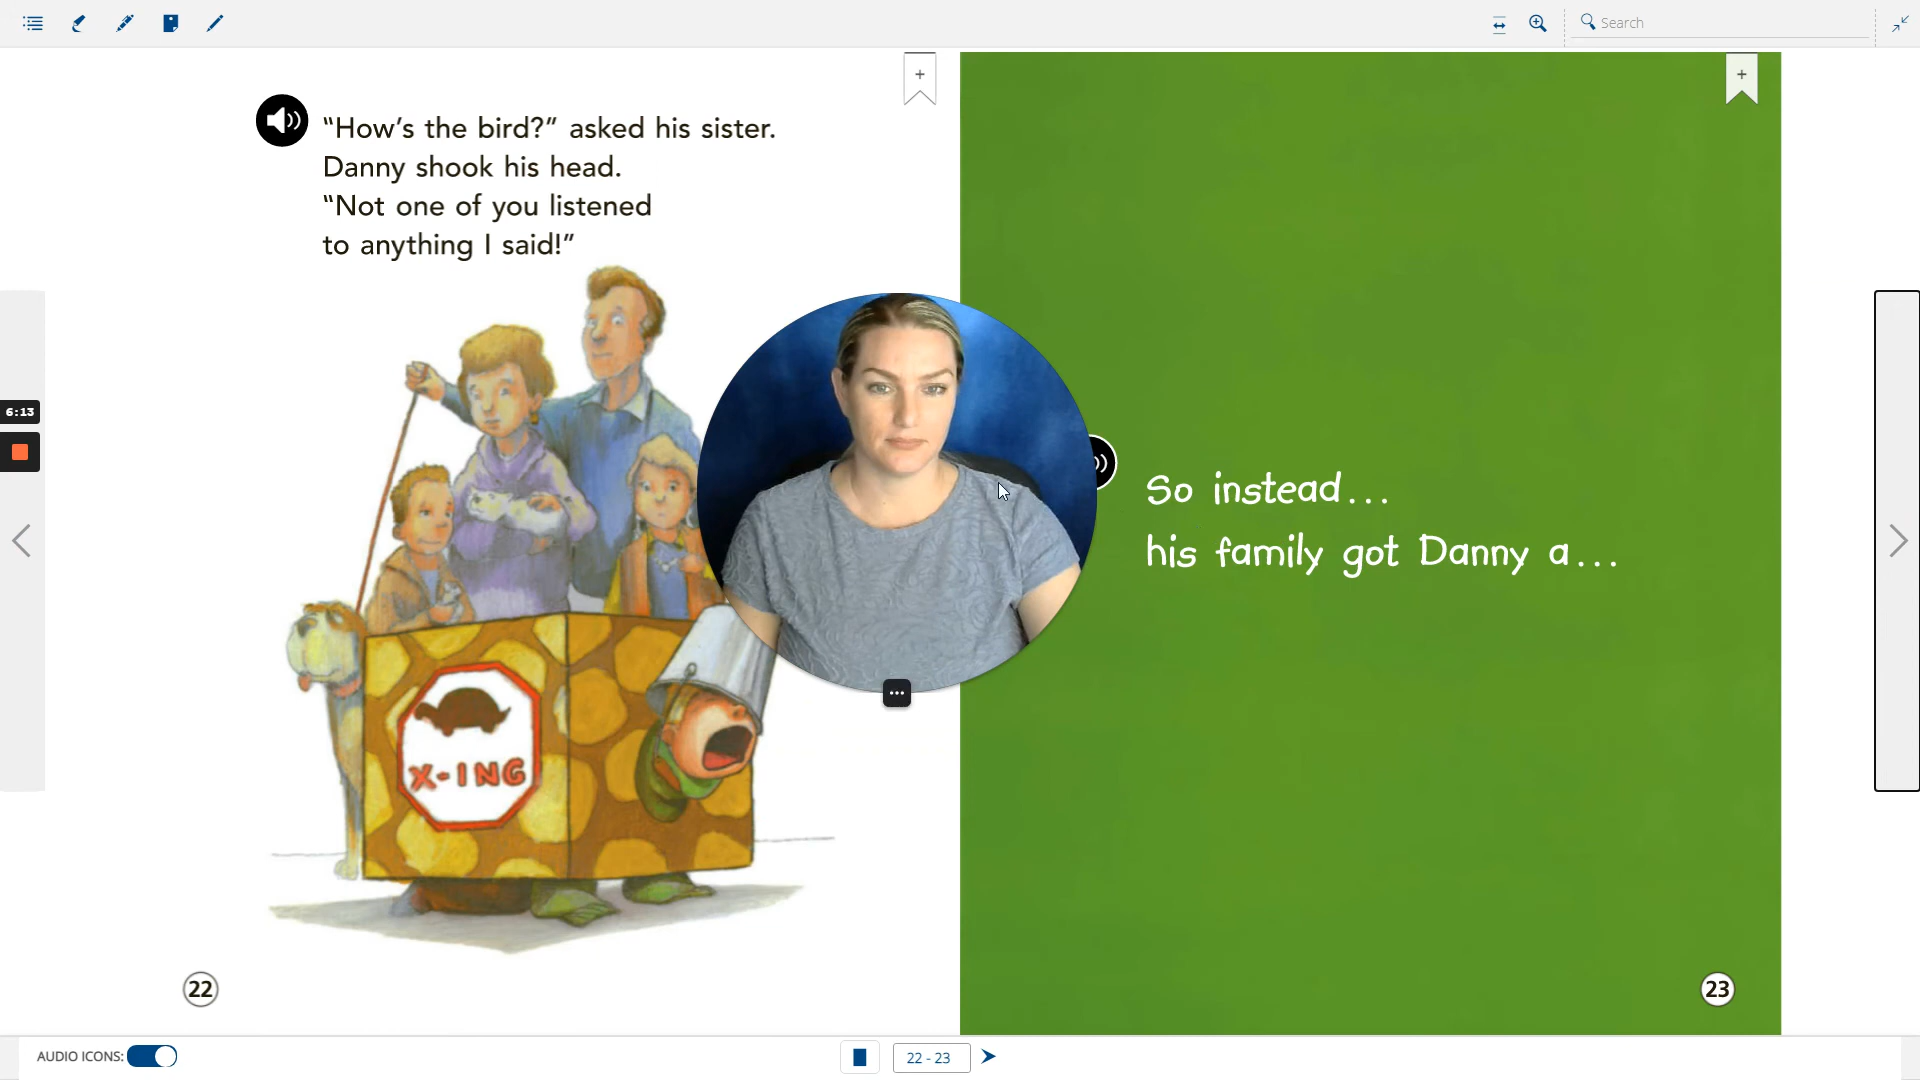 Search
“How’s the bird?” asked his sister.
Danny shook his head.
“Not one of you listened
to anything I said!”
6:13
So instead...
his family got Danny a...
X-ING
22
23
AUDIO ICONS:
22 - 23